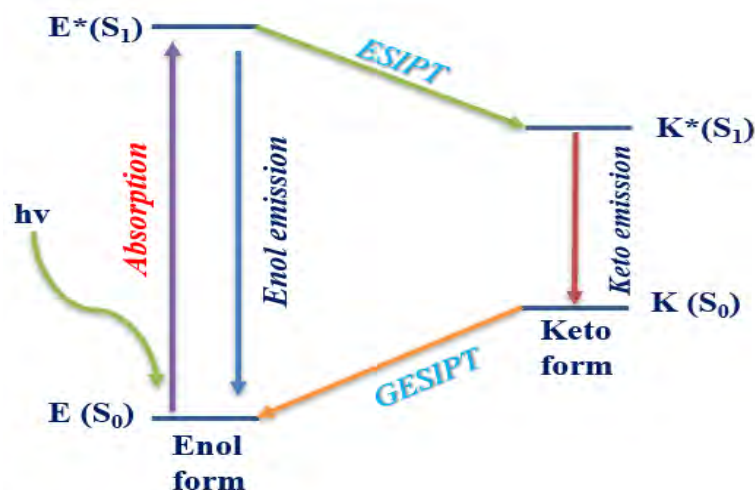 E*(S₁)
ESIPT
K*(S₁)
Absorption
Enol emission
Keto emission
hv
K (S₀)
Keto
form
GESIPT
E (S₀)
Enol
form